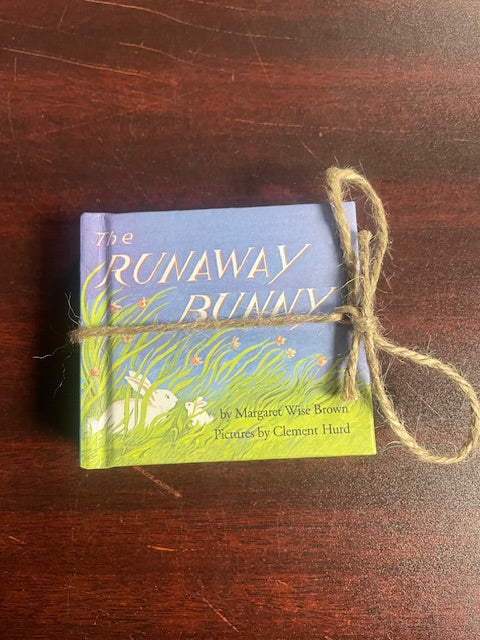 The
RUNAWAY
BUNNY
by Margaret Wise Brown
Pictures by Clement Hurd